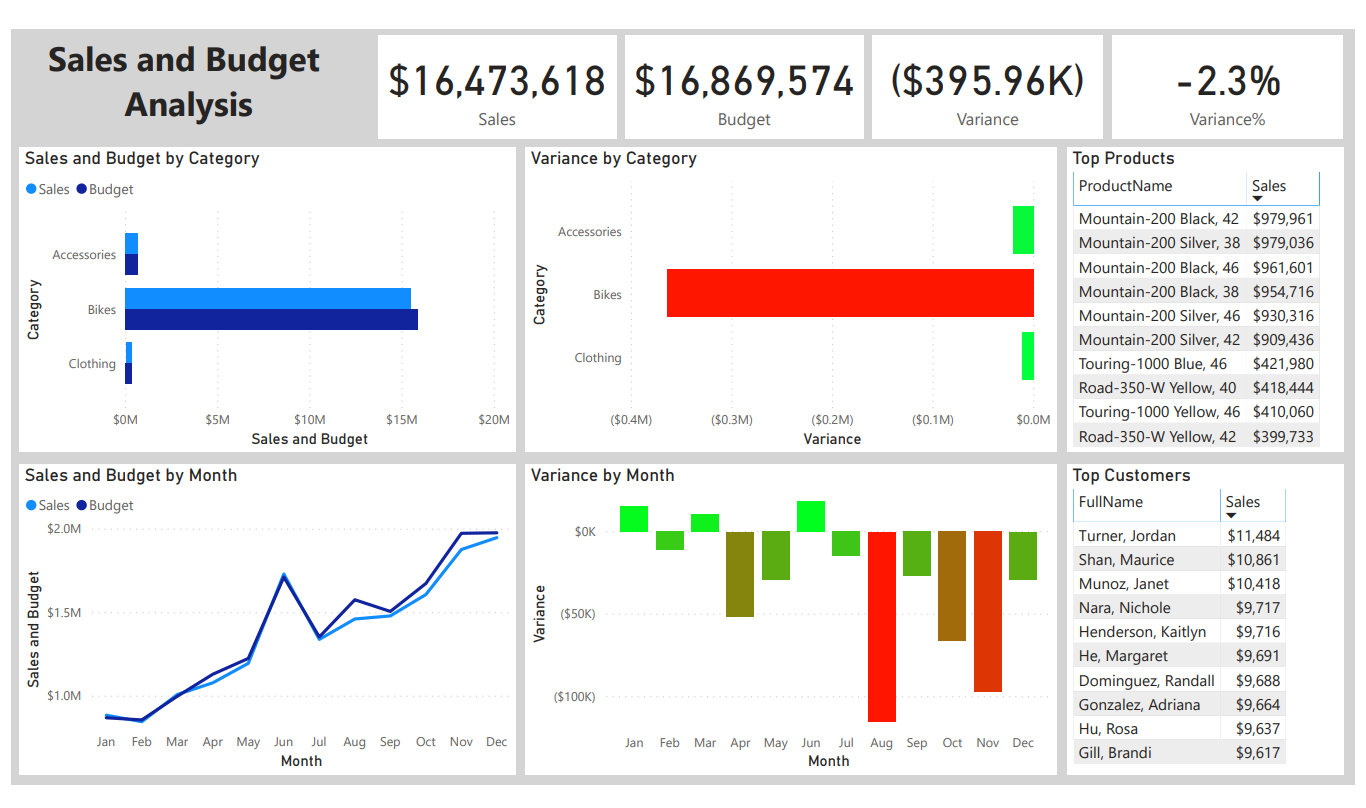 Sales and Budget
Analysis
$16,473,618
Sales
$16,869,574
Budget
($395.96K)
Variance
-2.3%
Variance%
Sales and Budget by Category
Sales Budget
Category
Accessories
Bikes
Clothing
$0M $5M $10M $15M $20M
Sales and Budget
Variance by Category
Category
Accessories
Bikes
Clothing
($0.4M) ($0.3M) ($0.2M) ($0.1M) $0.0M
Variance
Top Products
ProductName Sales
Mountain-200 Black, 42 $979,961
Mountain-200 Silver, 38 $979,036
Mountain-200 Black, 46 $961,601
Mountain-200 Black, 38 $954,716
Mountain-200 Silver, 46 $930,316
Mountain-200 Silver, 42 $909,436
Touring-1000 Blue, 46 $421,980
Road-350-W Yellow, 40 $418,444
Touring-1000 Yellow, 46 $410,060
Road-350-W Yellow, 42 $399,733
Sales and Budget by Month
Sales Budget
Sales and Budget
$2.0M
$1.5M
$1.0M
Jan Feb Mar Apr May Jun Jul Aug Sep Oct Nov Dec
Month
Variance by Month
Variance
$0K
($50K)
($100K)
Jan Feb Mar Apr May Jun Jul Aug Sep Oct Nov Dec
Month
Top Customers
FullName Sales
Turner, Jordan $11,484
Shan, Maurice $10,861
Munoz, Janet $10,418
Nara, Nichole $9,717
Henderson, Kaitlyn $9,716
He, Margaret $9,691
Dominguez, Randall $9,688
Gonzalez, Adriana $9,664
Hu, Rosa $9,637
Gill, Brandi $9,617